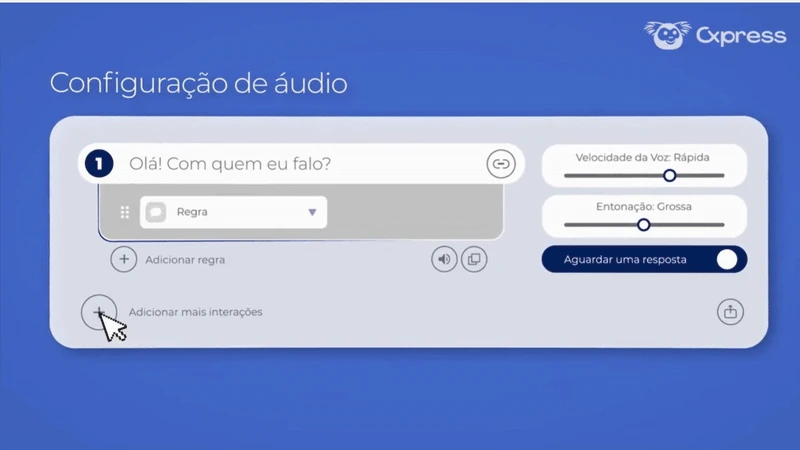 Cxpress
Configuração de áudio
1 Olá! Com quem eu falo?
Velocidade da Voz: Rápida
Regra
Entonação: Grossa
Adicionar regra
Aguardar uma resposta
Adicionar mais interações